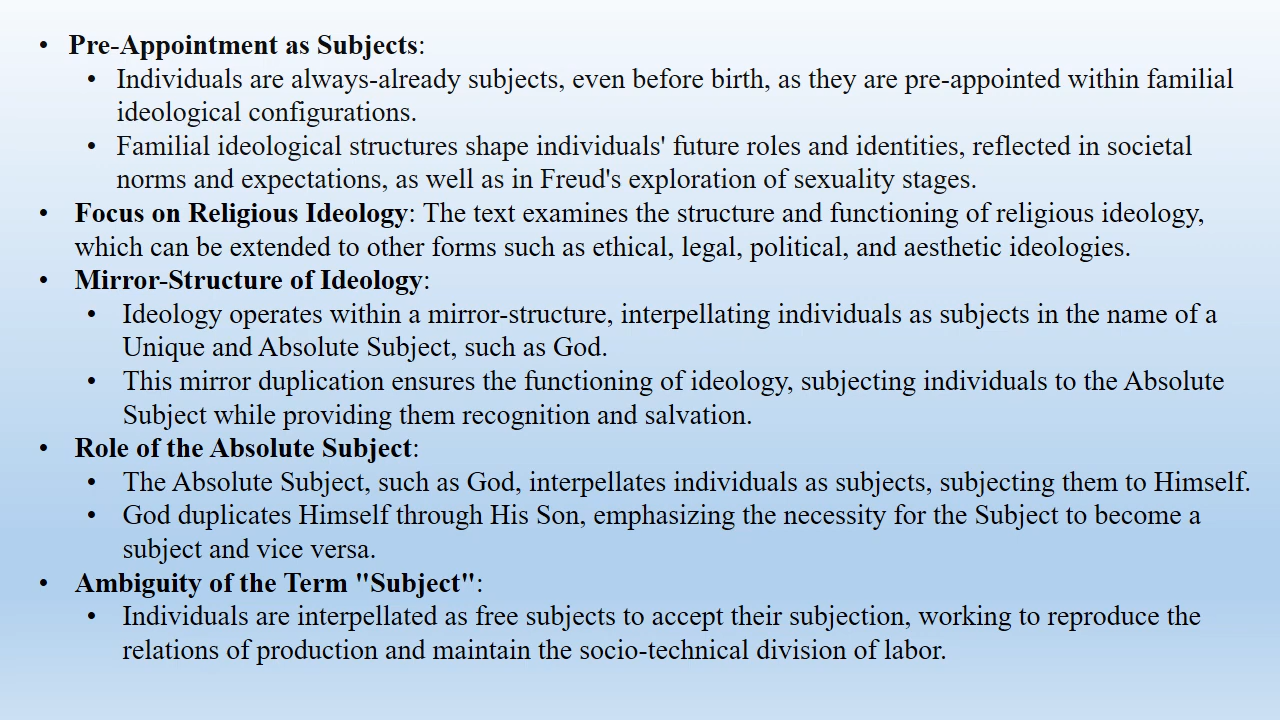 • Pre-Appointment as Subjects:
• Individuals are always-already subjects, even before birth, as they are pre-appointed within familial
ideological configurations.
• Familial ideological structures shape individuals' future roles and identities, reflected in societal
norms and expectations, as well as in Freud's exploration of sexuality stages.
• Focus on Religious Ideology: The text examines the structure and functioning of religious ideology,
which can be extended to other forms such as ethical, legal, political, and aesthetic ideologies.
• Mirror-Structure of Ideology:
• Ideology operates within a mirror-structure, interpellating individuals as subjects in the name of a
Unique and Absolute Subject, such as God.
• This mirror duplication ensures the functioning of ideology, subjecting individuals to the Absolute
Subject while providing them recognition and salvation.
• Role of the Absolute Subject:
• The Absolute Subject, such as God, interpellates individuals as subjects, subjecting them to Himself.
• God duplicates Himself through His Son, emphasizing the necessity for the Subject to become a
subject and vice versa.
• Ambiguity of the Term "Subject":
• Individuals are interpellated as free subjects to accept their subjection, working to reproduce the
relations of production and maintain the socio-technical division of labor.